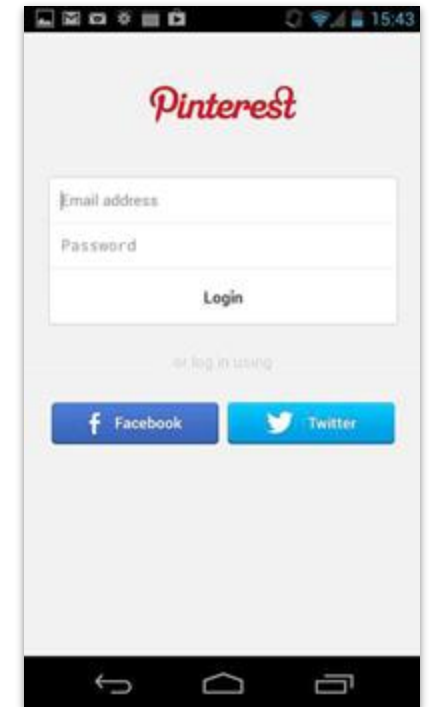 15:43
Pinterest
Email address
Password
Login
or log in using
Facebook
Twitter